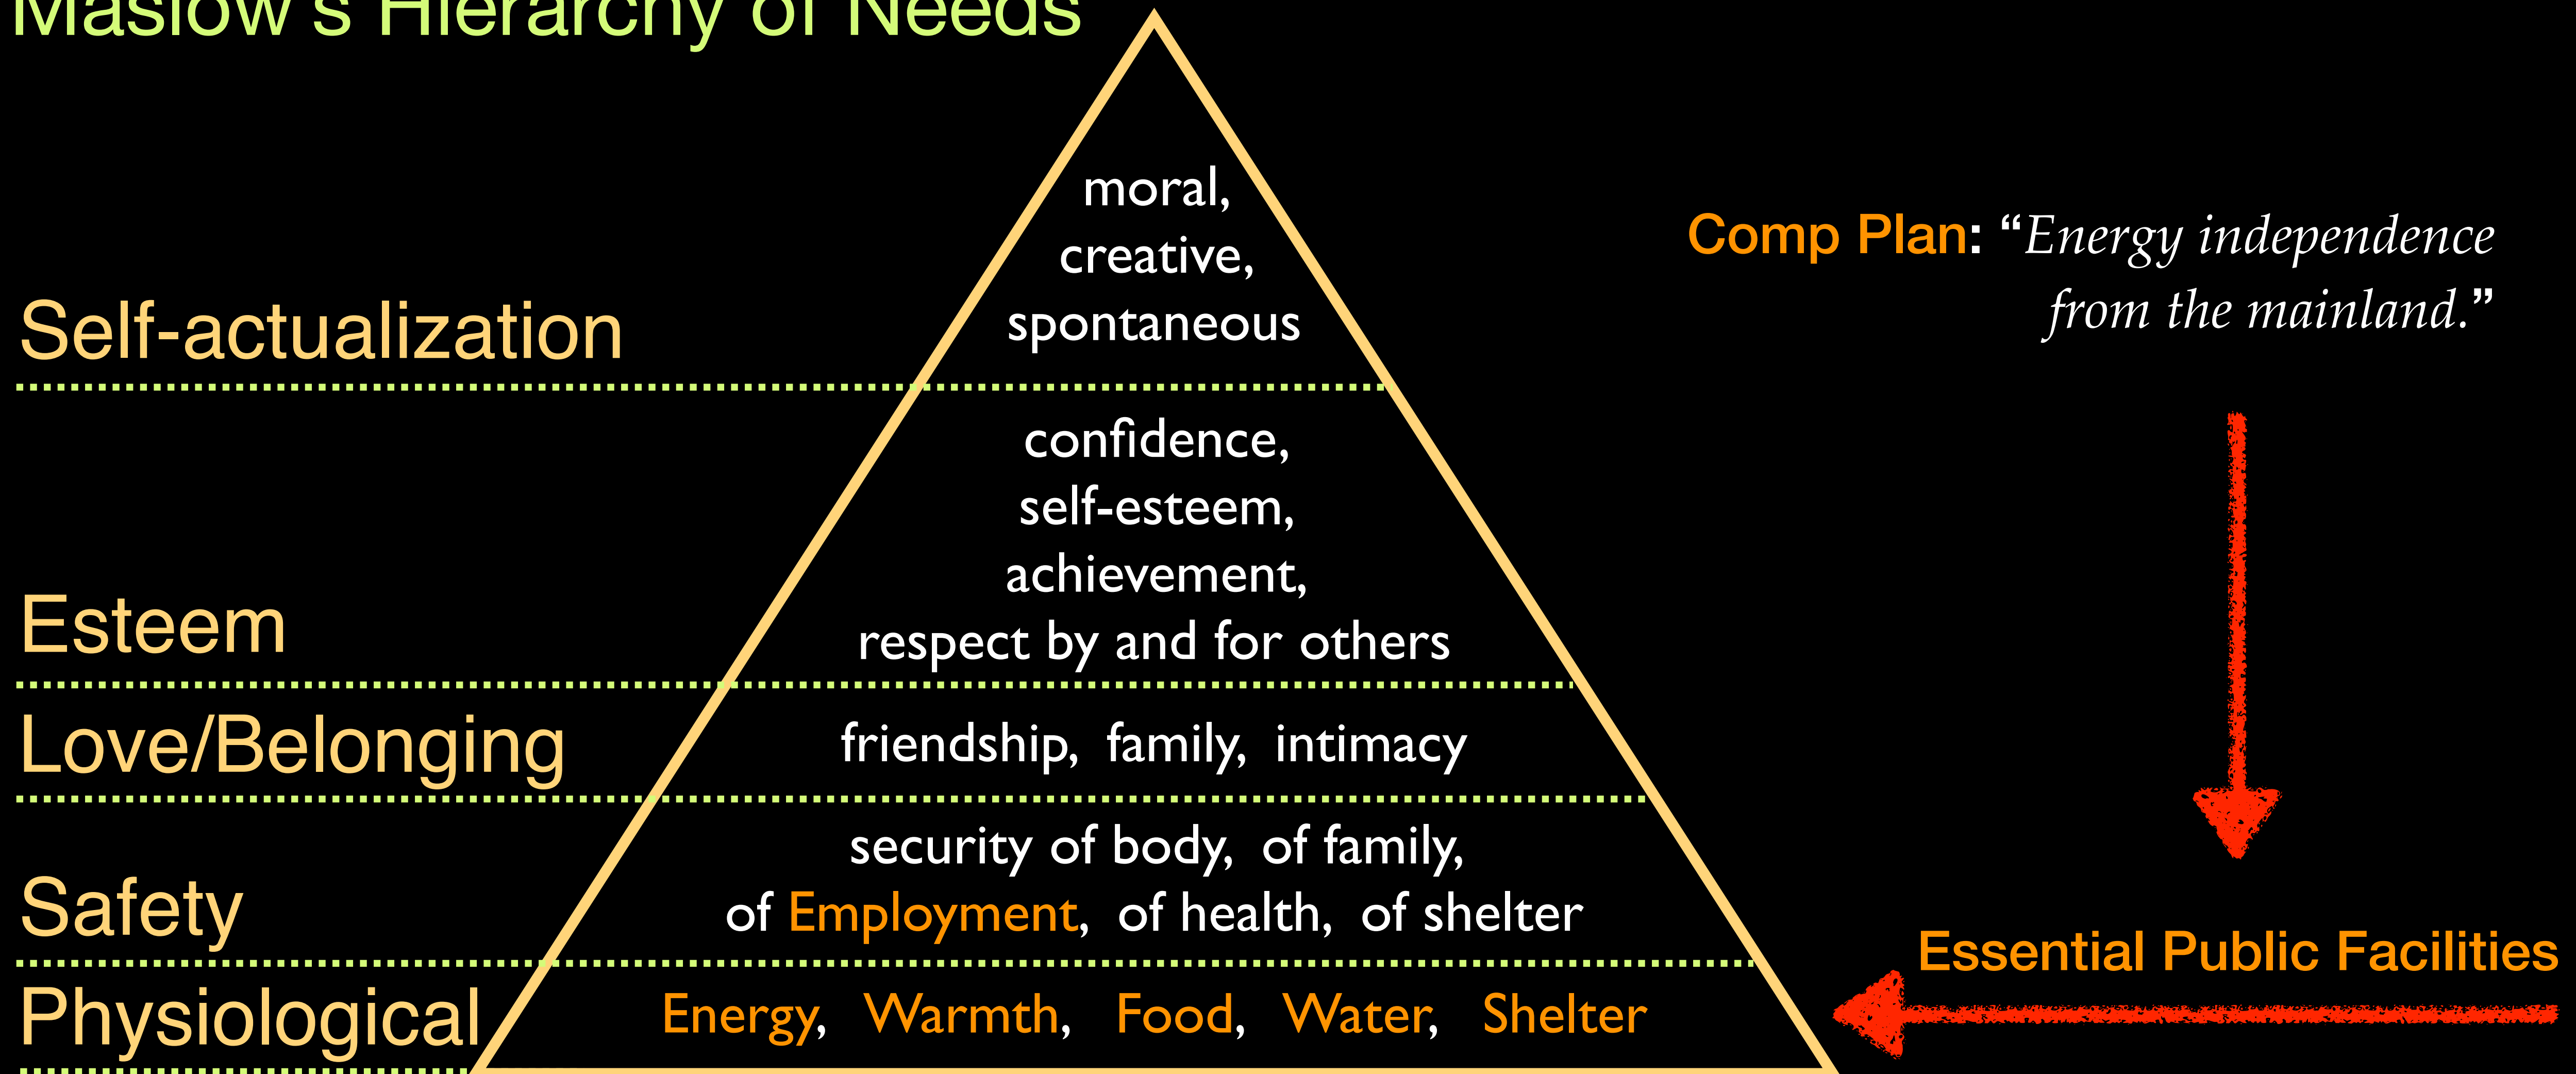 Maslow's Hierarchy of Needs
moral,
creative,
spontaneous
Self-actualization
Comp Plan: “Energy independence
from the mainland.”
confidence,
self-esteem,
achievement,
respect by and for others
Esteem
Love/Belonging
friendship, family, intimacy
security of body, of family,
of Employment, of health, of shelter
Safety
Essential Public Facilities
Physiological
Energy, Warmth, Food, Water, Shelter